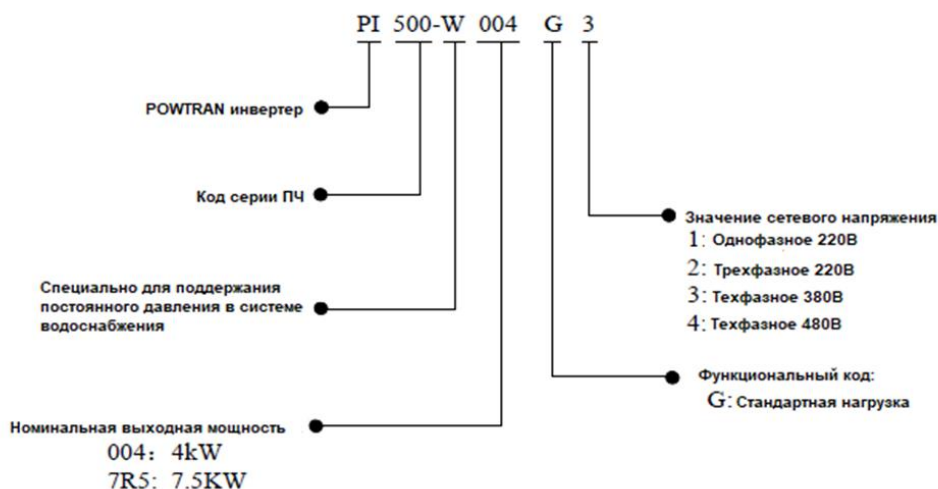 PI 500-W 004 G 3
POWTRAN инвертер
Код серии ПЧ
Специально для поддержания
постоянного давления в системе
водоснабжения
Номинальная выходная мощность
004: 4kW
7R5: 7.5KW
Значение сетевого напряжения
1: Однофазное 220В
2: Трехфазное 220В
3: Техфазное 380В
4: Техфазное 480В
Функциональный код:
G: Стандартная нагрузка